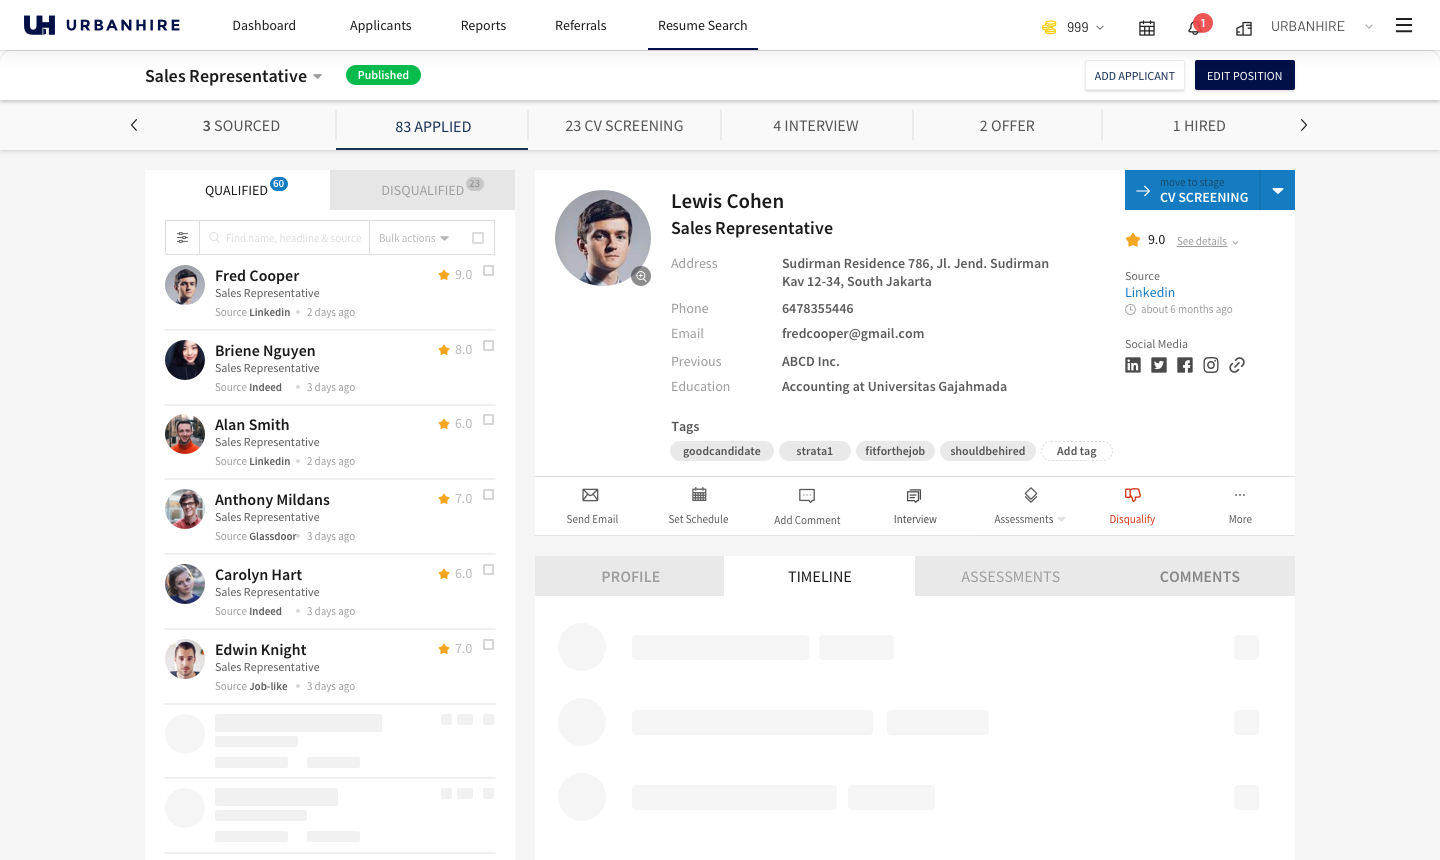 UH URBANHIRE
Dashboard
Applicants
Reports
Referrals
Resume Search
999
1
URBANHIRE
Sales Representative
Published
ADD APPLICANT
EDIT POSITION
3 SOURCED
83 APPLIED
23 CV SCREENING
4 INTERVIEW
2 OFFER
1 HIRED
QUALIFIED 60
DISQUALIFIED 23
Find name, headline & source
Bulk actions
Fred Cooper
9.0
Sales Representative
Source Linkedin • 2 days ago
Briene Nguyen
8.0
Sales Representative
Source Indeed • 3 days ago
Alan Smith
6.0
Sales Representative
Source Linkedin • 2 days ago
Anthony Mildans
7.0
Sales Representative
Source Glassdoor • 3 days ago
Carolyn Hart
6.0
Sales Representative
Source Indeed • 3 days ago
Edwin Knight
7.0
Sales Representative
Source Job-like • 3 days ago
Lewis Cohen
Sales Representative
Address
Sudirman Residence 786, Jl. Jend. Sudirman
Kav 12-34, South Jakarta
Phone
6478355446
Email
fredcooper@gmail.com
Previous
ABCD Inc.
Education
Accounting at Universitas Gajahmada
Tags
goodcandidate
strata1
fitforthejob
shouldbehired
Add tag
move to stage
CV SCREENING
9.0
See details
Source
Linkedin
about 6 months ago
Social Media
Send Email
Set Schedule
Add Comment
Interview
Assessments
Disqualify
More
PROFILE
TIMELINE
ASSESSMENTS
COMMENTS